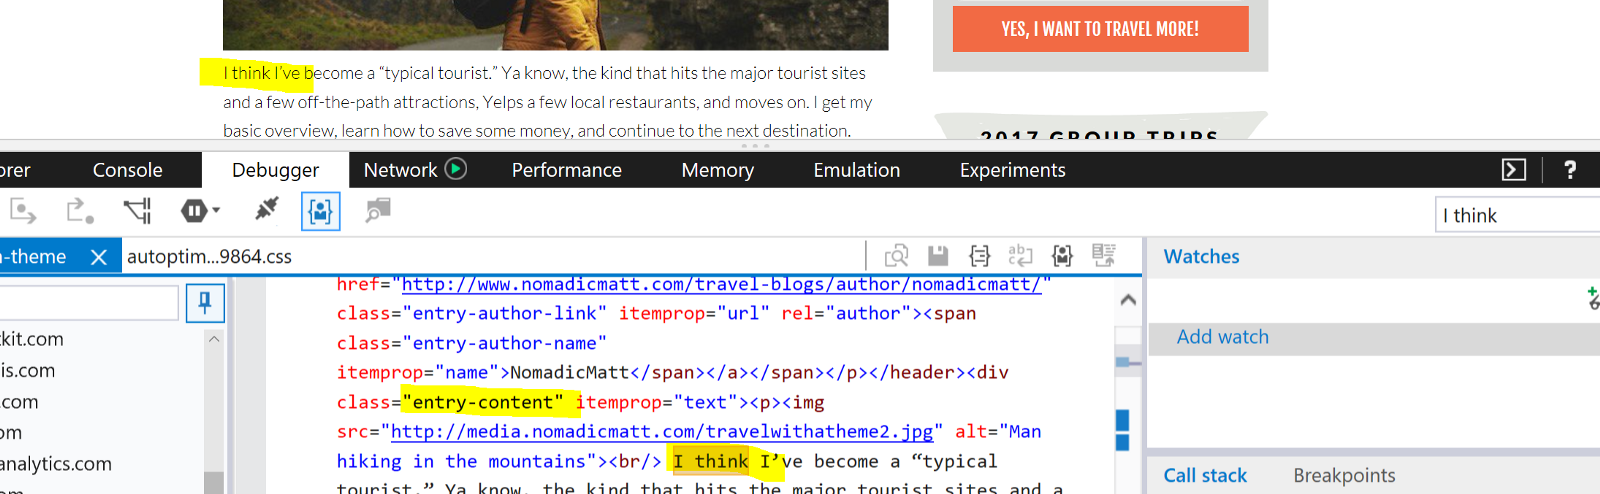 YES, I WANT TO TRAVEL MORE!
I think I've become a “typical tourist.” Ya know, the kind that hits the major tourist sites
and a few off-the-path attractions, Yelps a few local restaurants, and moves on. I get my
basic overview, learn how to save some money, and continue to the next destination.
2017 GROUP TRIPS
orer Console Debugger Network Performance Memory Emulation Experiments ?
I think
-theme X autoptim...9864.css
Watches
Add watch
kit.com
is.com
.com
om
analytics.com
.com
href="http://www.nomadicmatt.com/travel-blogs/author/nomadicmatt/"
class="entry-author-link" itemprop="url" rel="author"><span
class="entry-author-name"
itemprop="name">NomadicMatt</span></a></span></p></header><div
class="entry-content" itemprop="text"><p><img
src="http://media.nomadicmatt.com/travelwithatheme2.jpg" alt="Man
hiking in the mountains"><br/> I think I’ve become a “typical
tourist.” Ya know, the kind that hits the major tourist sites and a
Call stack Breakpoints